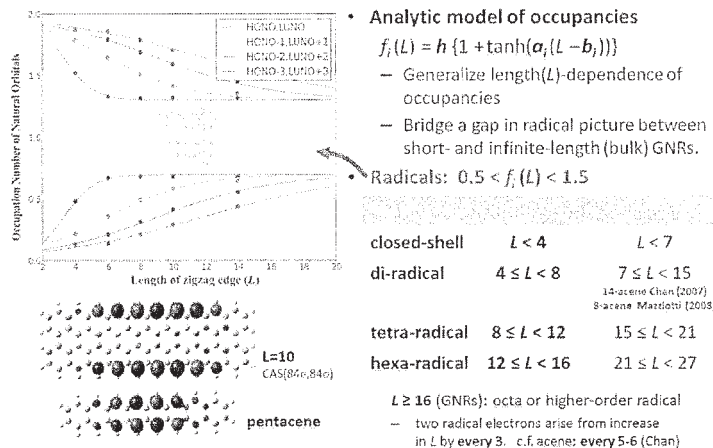 HONO,LUNO
HONO-1,LUNO+1
HONO-2,LUNO+2
HONO-3,LUNO+3
Occupation Number of Natural Orbitals
2.0
1.5
1.0
0.5
0.0
2 4 6 8 10 12 14 16 18 20
Length of zigzag edge (L)
L=10
CAS(84e,84o)
pentacene
• Analytic model of occupancies
fᵢ(L) = h {1 + tanh(aᵢ(L − bᵢ))}
– Generalize length(L)-dependence of
occupancies
– Bridge a gap in radical picture between
short- and infinite-length (bulk) GNRs.
• Radicals: 0.5 < fᵢ(L) < 1.5
closed-shell L < 4 L < 7
di-radical 4 ≤ L < 8 7 ≤ L < 15
14-acene Chan (2007)
8-acene Mazziotti (2008)
tetra-radical 8 ≤ L < 12 15 ≤ L < 21
hexa-radical 12 ≤ L < 16 21 ≤ L < 27
L ≥ 16 (GNRs): octa or higher-order radical
– two radical electrons arise from increase
in L by every 3. c.f. acene: every 5-6 (Chan)